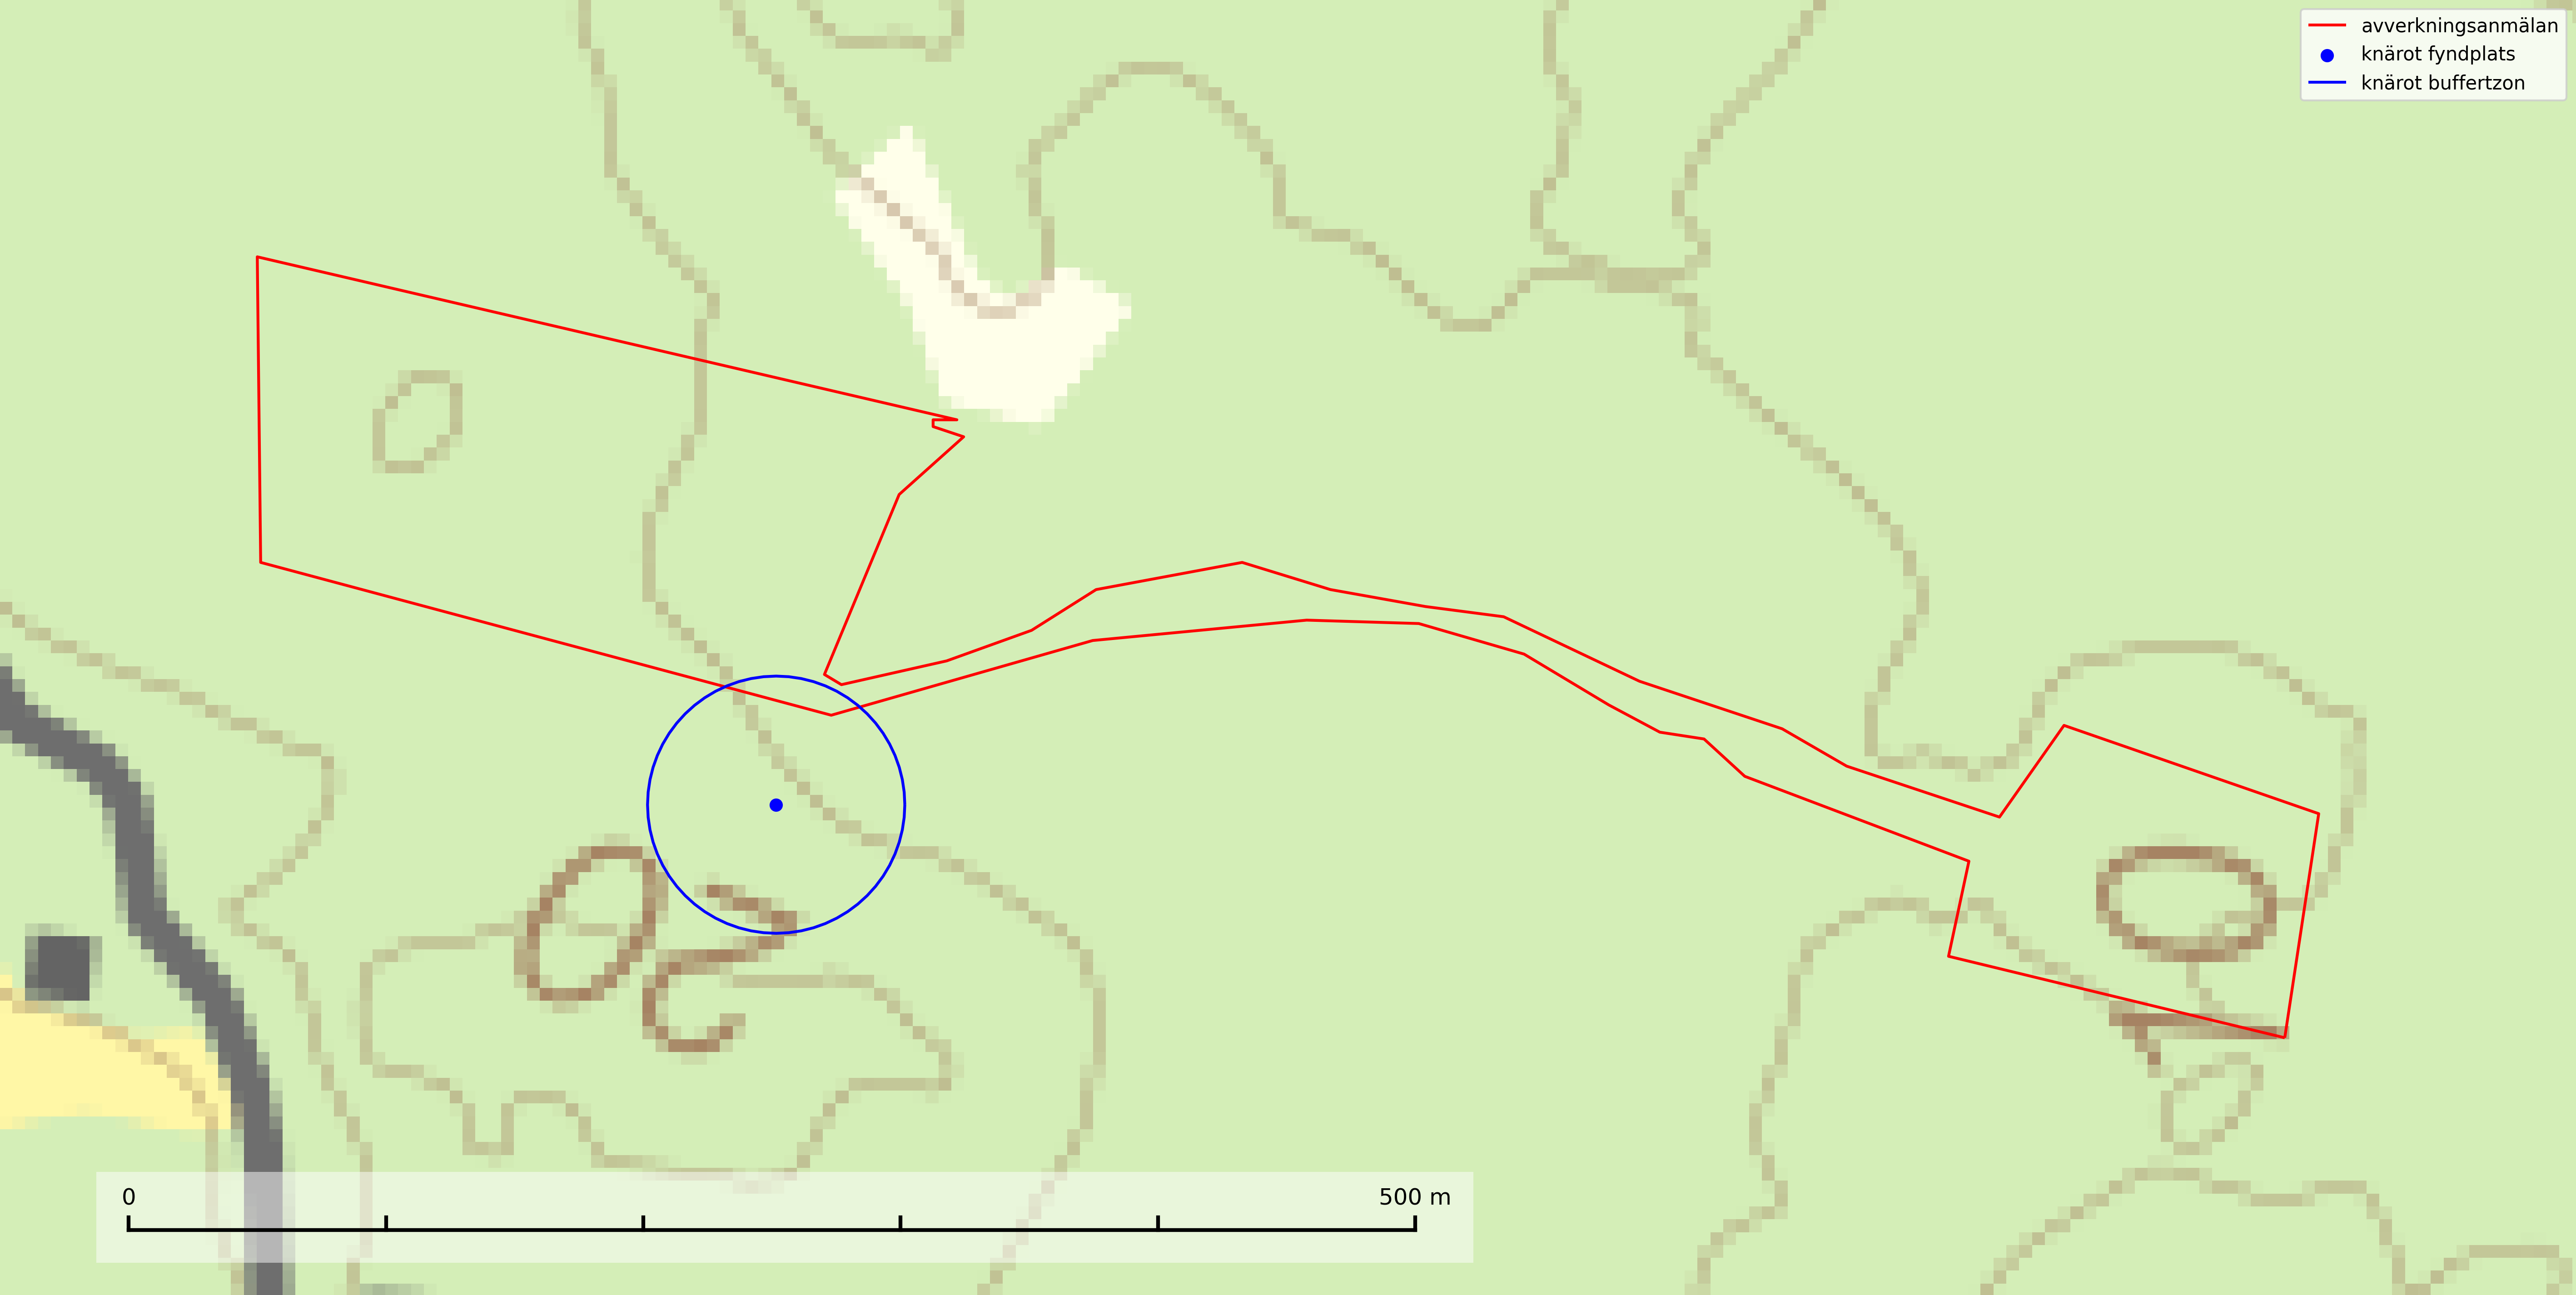 avverkningsanmälan
knärot fyndplats
knärot buffertzon
0 500 m